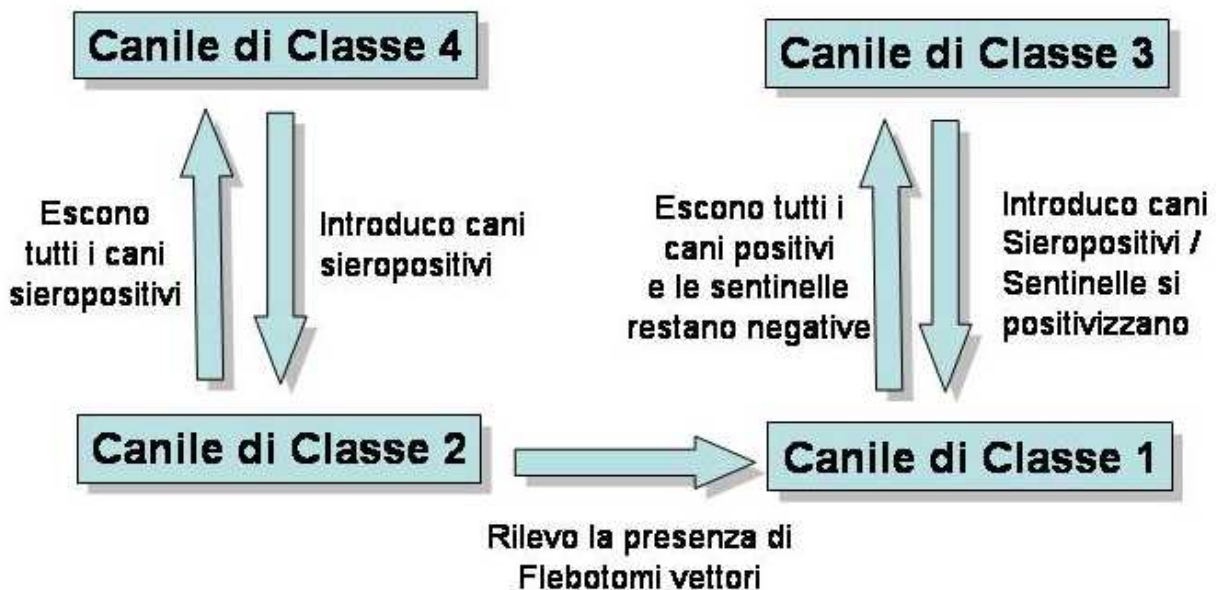 Canile di Classe 4
Canile di Classe 3
Escono
tutti i cani
sieropositivi
Introduco cani
sieropositivi
Escono tutti i
cani positivi
e le sentinelle
restano negative
Introduco cani
Sieropositivi /
Sentinelle si
positivizzano
Canile di Classe 2
Canile di Classe 1
Rilevo la presenza di
Flebotomi vettori